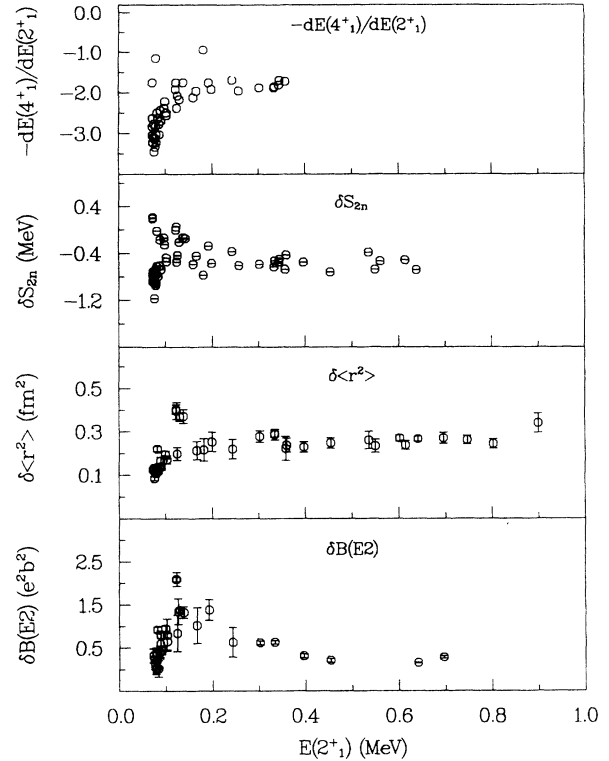 -dE(4⁺₁)/dE(2⁺₁)
-dE(4⁺₁)/dE(2⁺₁)
0.0
-1.0
-2.0
-3.0
δS₂ₙ
δS₂ₙ (MeV)
0.4
-0.4
-1.2
δ<r²>
δ<r²> (fm²)
0.5
0.3
0.1
δB(E2)
δB(E2) (e²b²)
2.5
1.5
0.5
0.0 0.2 0.4 0.6 0.8 1.0
E(2⁺₁) (MeV)